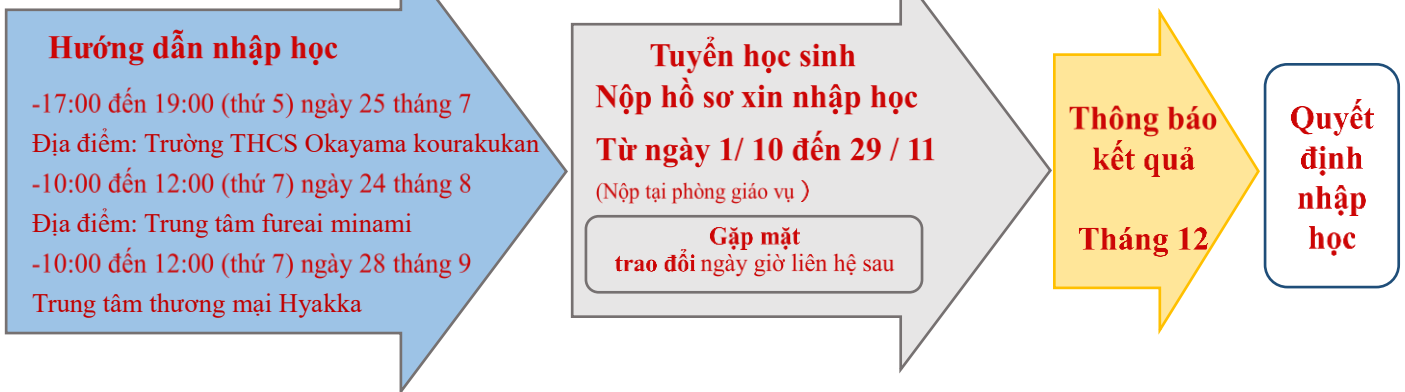 Hướng dẫn nhập học
-17:00 đến 19:00 (thứ 5) ngày 25 tháng 7
Địa điểm: Trường THCS Okayama kourakukan
-10:00 đến 12:00 (thứ 7) ngày 24 tháng 8
Địa điểm: Trung tâm fureai minami
-10:00 đến 12:00 (thứ 7) ngày 28 tháng 9
Trung tâm thương mại Hyakka
Tuyển học sinh
Nộp hồ sơ xin nhập học
Từ ngày 1/ 10 đến 29 / 11
(Nộp tại phòng giáo vụ )
Gặp mặt
trao đổi ngày giờ liên hệ sau
Thông báo
kết quả
Tháng 12
Quyết
định
nhập
học